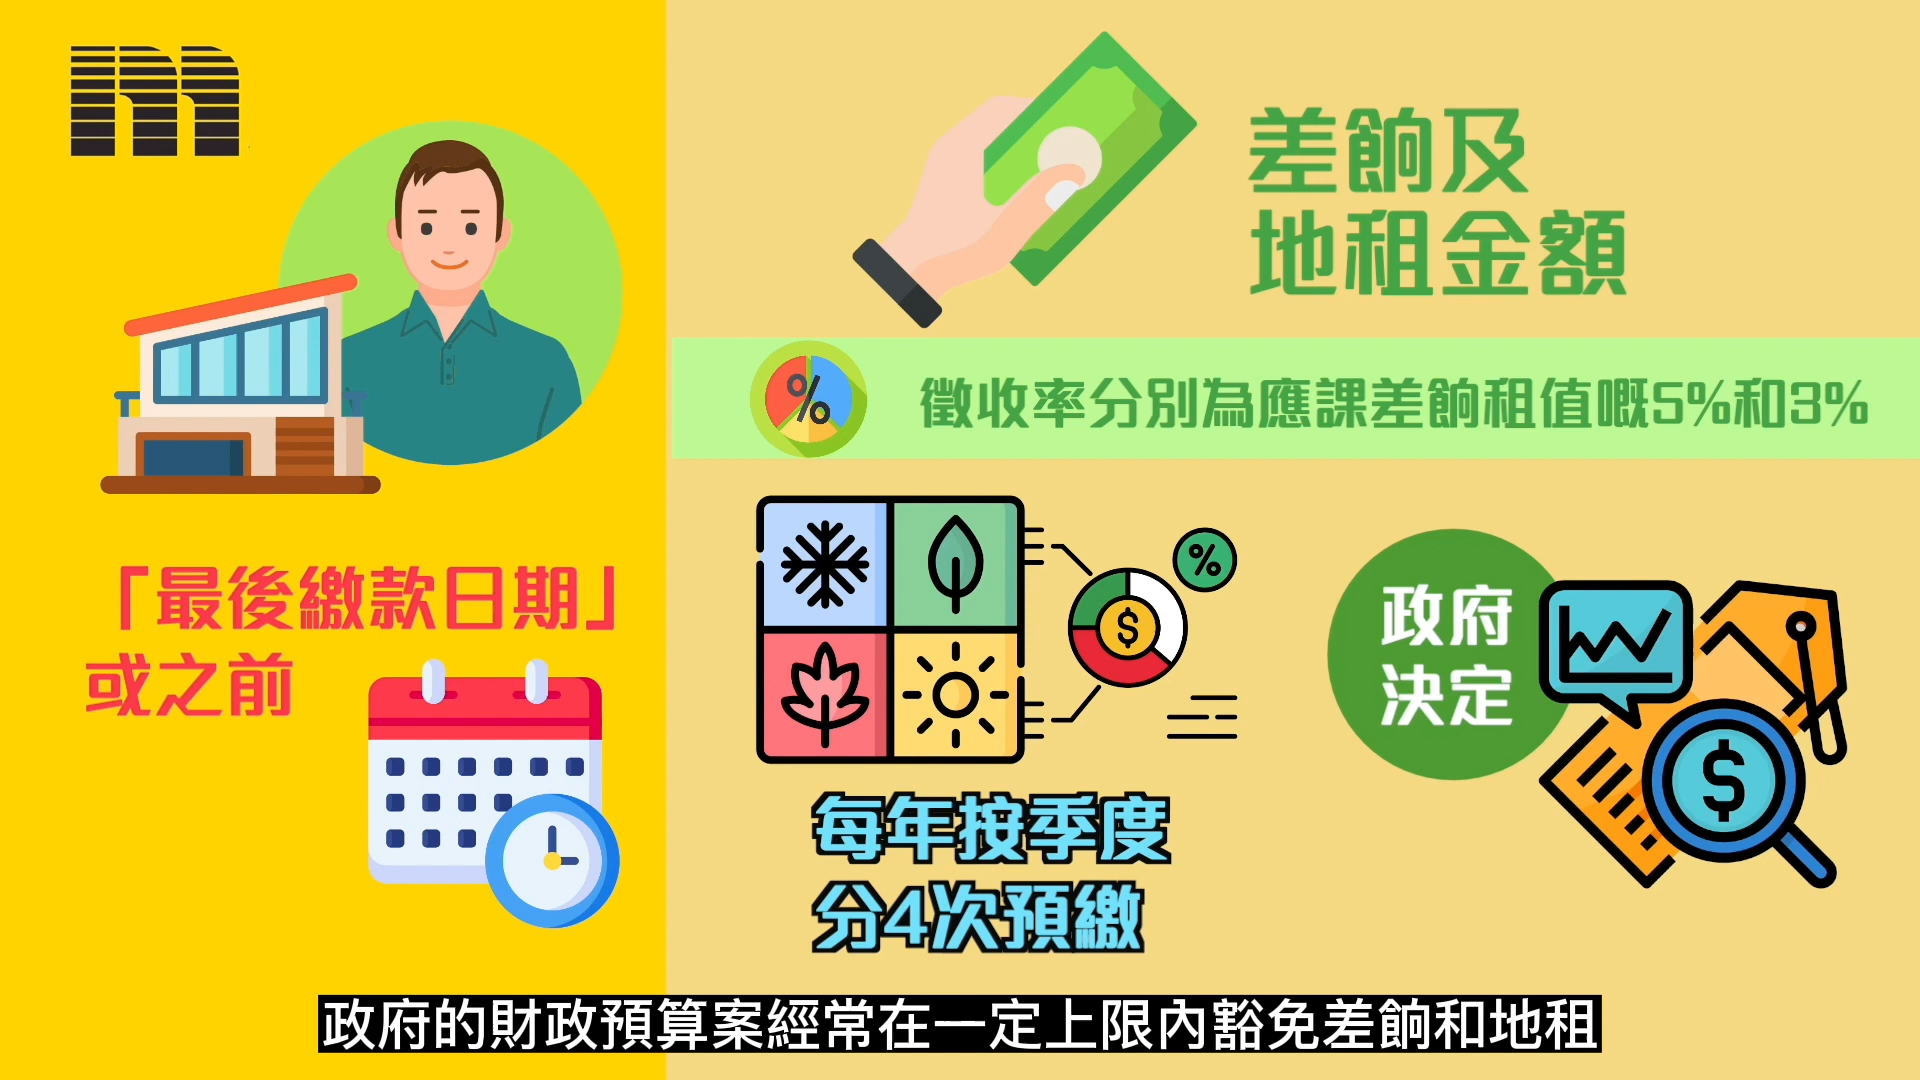 「最後繳款日期」
或之前
差餉及
地租金額
徵收率分別為應課差餉租值嘅5%和3%
每年按季度
分4次預繳
政府
決定
政府的財政預算案經常在一定上限內豁免差餉和地租